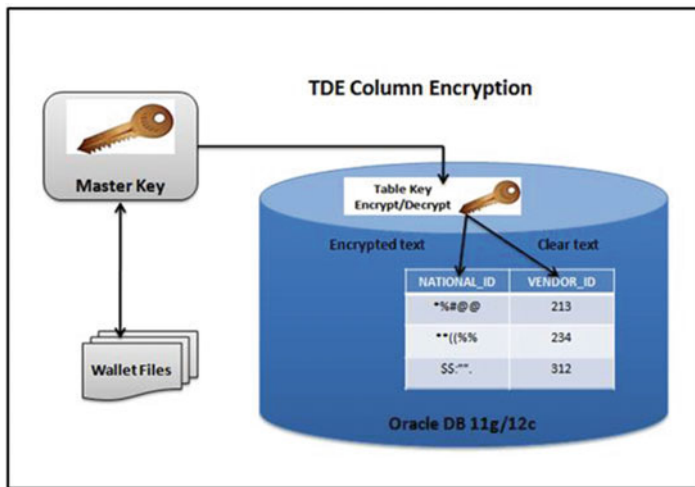 TDE Column Encryption
Master Key
Table Key
Encrypt/Decrypt
Encrypted text
Clear text
NATIONAL_ID VENDOR_ID
*%#@@ 213
**((%% 234
$$:"". 312
Wallet Files
Oracle DB 11g/12c